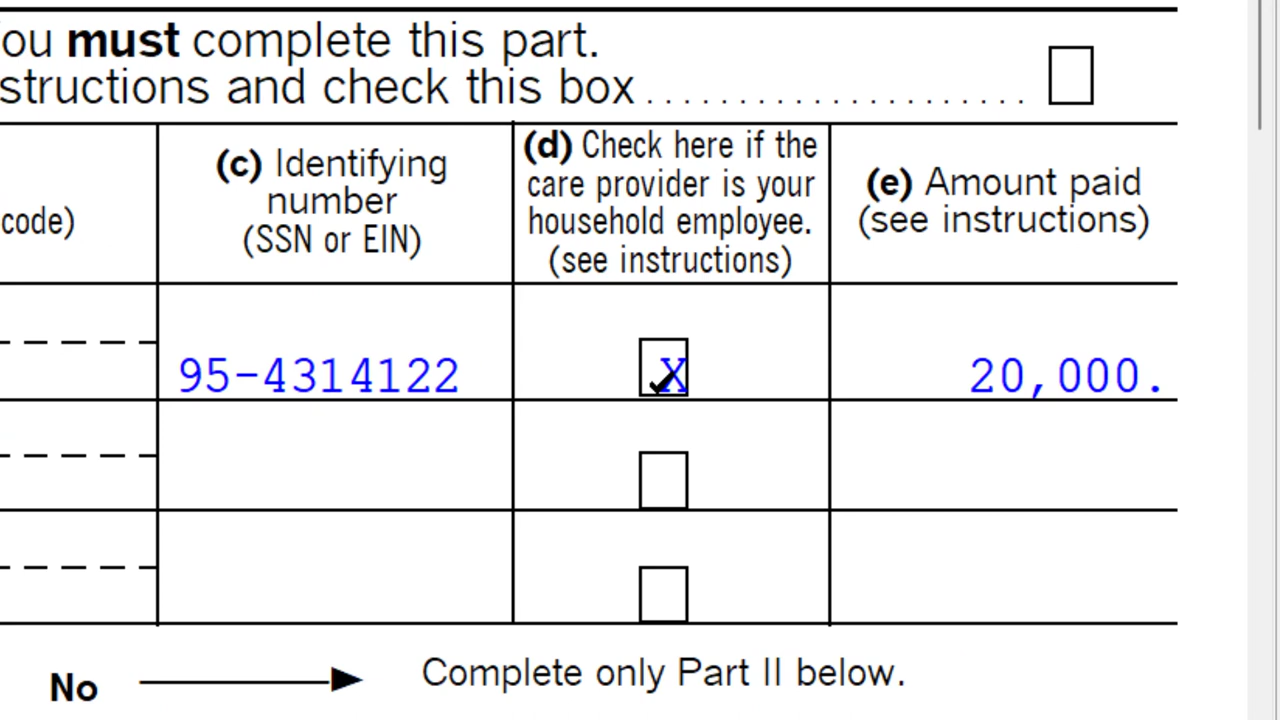 ou must complete this part.
structions and check this box.....................
code)
(c) Identifying
number
(SSN or EIN)
(d) Check here if the
care provider is your
household employee.
(see instructions)
(e) Amount paid
(see instructions)
95-4314122
X
20,000.
No
Complete only Part II below.